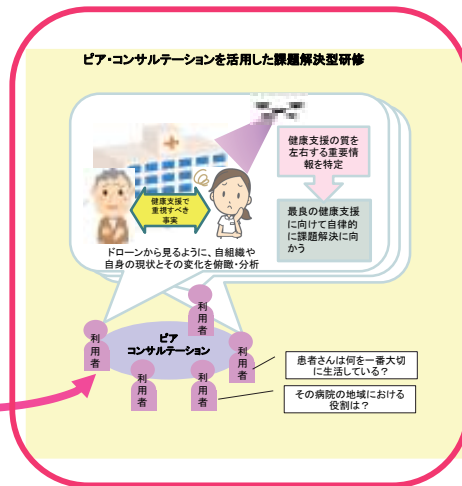 ピア・コンサルテーションを活用した課題解決型研修
健康支援の質を
左右する重要情
報を特定
健康支援で
重視すべき
事実
最良の健康支援
に向けて自律的
に課題解決に向
かう
ドローンから見るように、自組織や
自身の現状とその変化を俯瞰・分析
ピア
コンサルテーション
利用者
利用者
利用者
利用者
利用者
患者さんは何を一番大切
に生活している?
その病院の地域における
役割は?